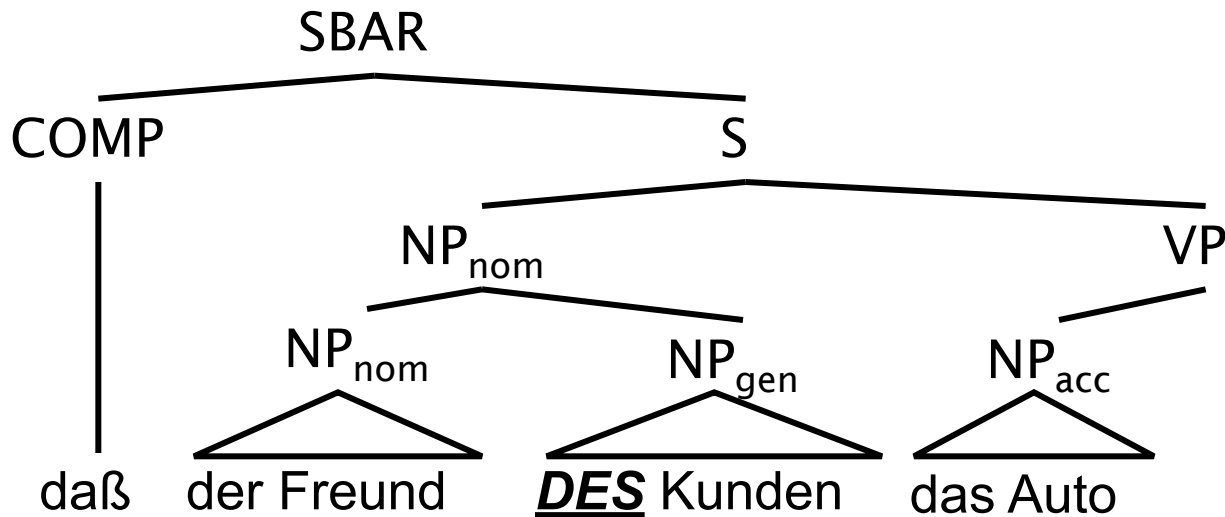 SBAR
COMP S
NPnom VP
NPnom NPgen NPacc
daß der Freund DES Kunden das Auto